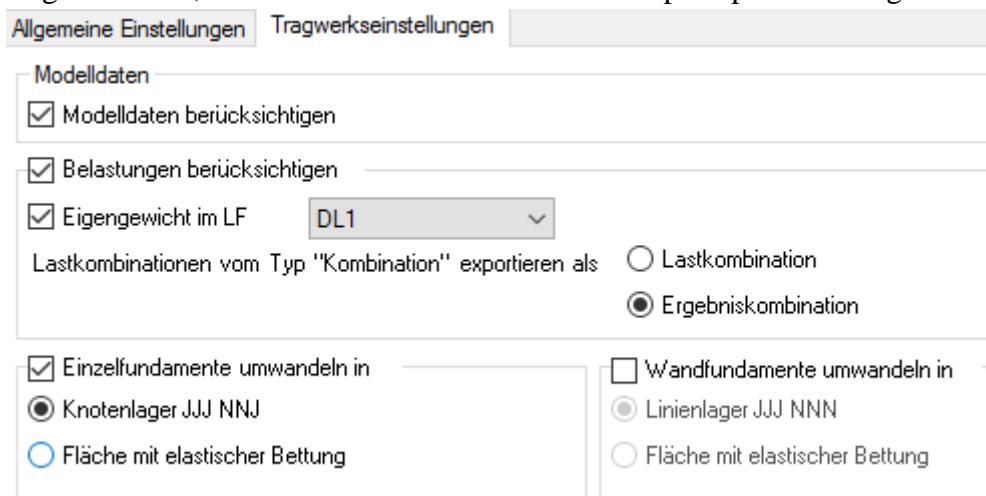 Allgemeine Einstellungen Tragwerkseinstellungen
Modelldaten
Modelldaten berücksichtigen
Belastungen berücksichtigen
Eigengewicht im LF DL1
Lastkombinationen vom Typ "Kombination" exportieren als Lastkombination
Ergebniskombination
Einzelfundamente umwandeln in Wandfundamente umwandeln in
Knotenlager JJJ NNJ Linienlager JJJ NNN
Fläche mit elastischer Bettung Fläche mit elastischer Bettung